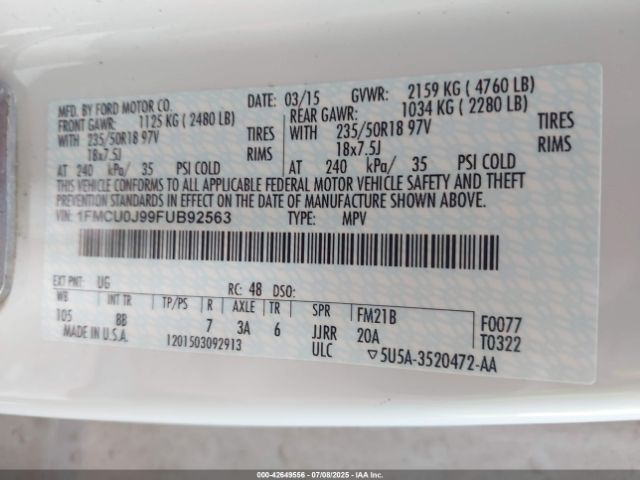 MFD. BY FORD MOTOR CO.
DATE: 03/15 GVWR: 2159 KG ( 4760 LB)
FRONT GAWR: 1125 KG ( 2480 LB) REAR GAWR: 1034 KG ( 2280 LB)
WITH 235/50R18 97V TIRES WITH 235/50R18 97V TIRES
18x7.5J RIMS 18x7.5J RIMS
AT 240 kPa/ 35 PSI COLD AT 240 kPa/ 35 PSI COLD
THIS VEHICLE CONFORMS TO ALL APPLICABLE FEDERAL MOTOR VEHICLE SAFETY AND THEFT
PREVENTION STANDARDS IN EFFECT ON THE DATE OF MANUFACTURE SHOWN ABOVE.
VIN: 1FMCU0J99FUB92563 TYPE: MPV
EXT PNT: UG RC: 48 DSO:
WB INT TR TP/PS R AXLE TR SPR FM21B F0077
105 8B 7 3A 6 JJRR 20A T0322
MADE IN U.S.A. 1201503092913 ULC ▽5U5A-3520472-AA
000-42649556 - 07/08/2025 - IAAI.COM